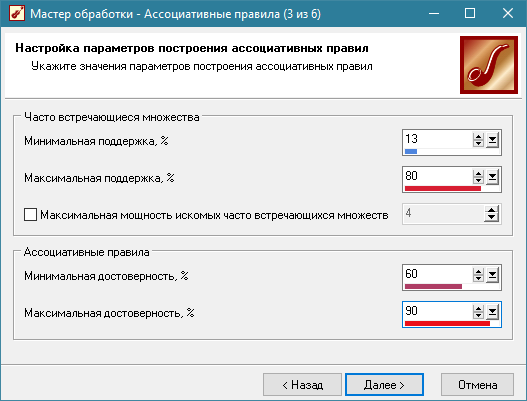 Мастер обработки - Ассоциативные правила (3 из 6)
Настройка параметров построения ассоциативных правил
Укажите значения параметров построения ассоциативных правил
Часто встречающиеся множества
Минимальная поддержка, % 13
Максимальная поддержка, % 80
Максимальная мощность искомых часто встречающихся множеств 4
Ассоциативные правила
Минимальная достоверность, % 60
Максимальная достоверность, % 90
< Назад Далее > Отмена